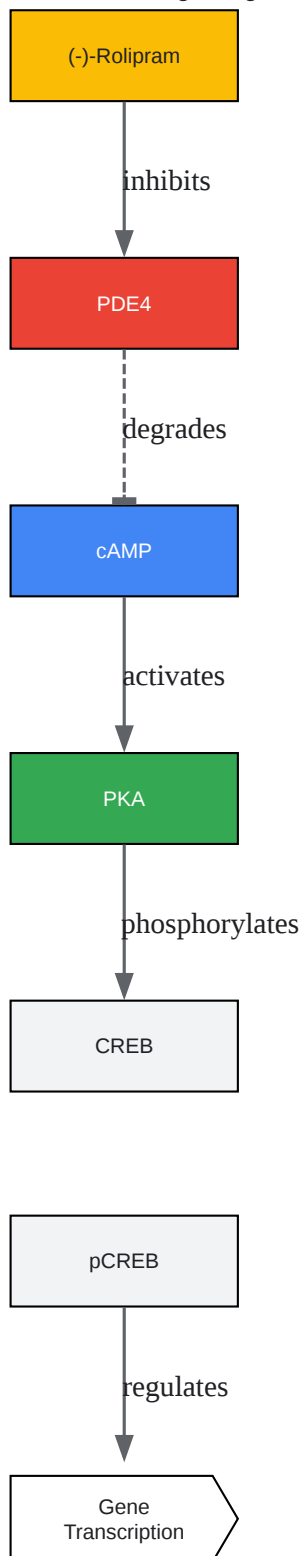 (-)-Rolipram
inhibits
PDE4
degrades
cAMP
activates
PKA
phosphorylates
CREB
pCREB
regulates
Gene
Transcription